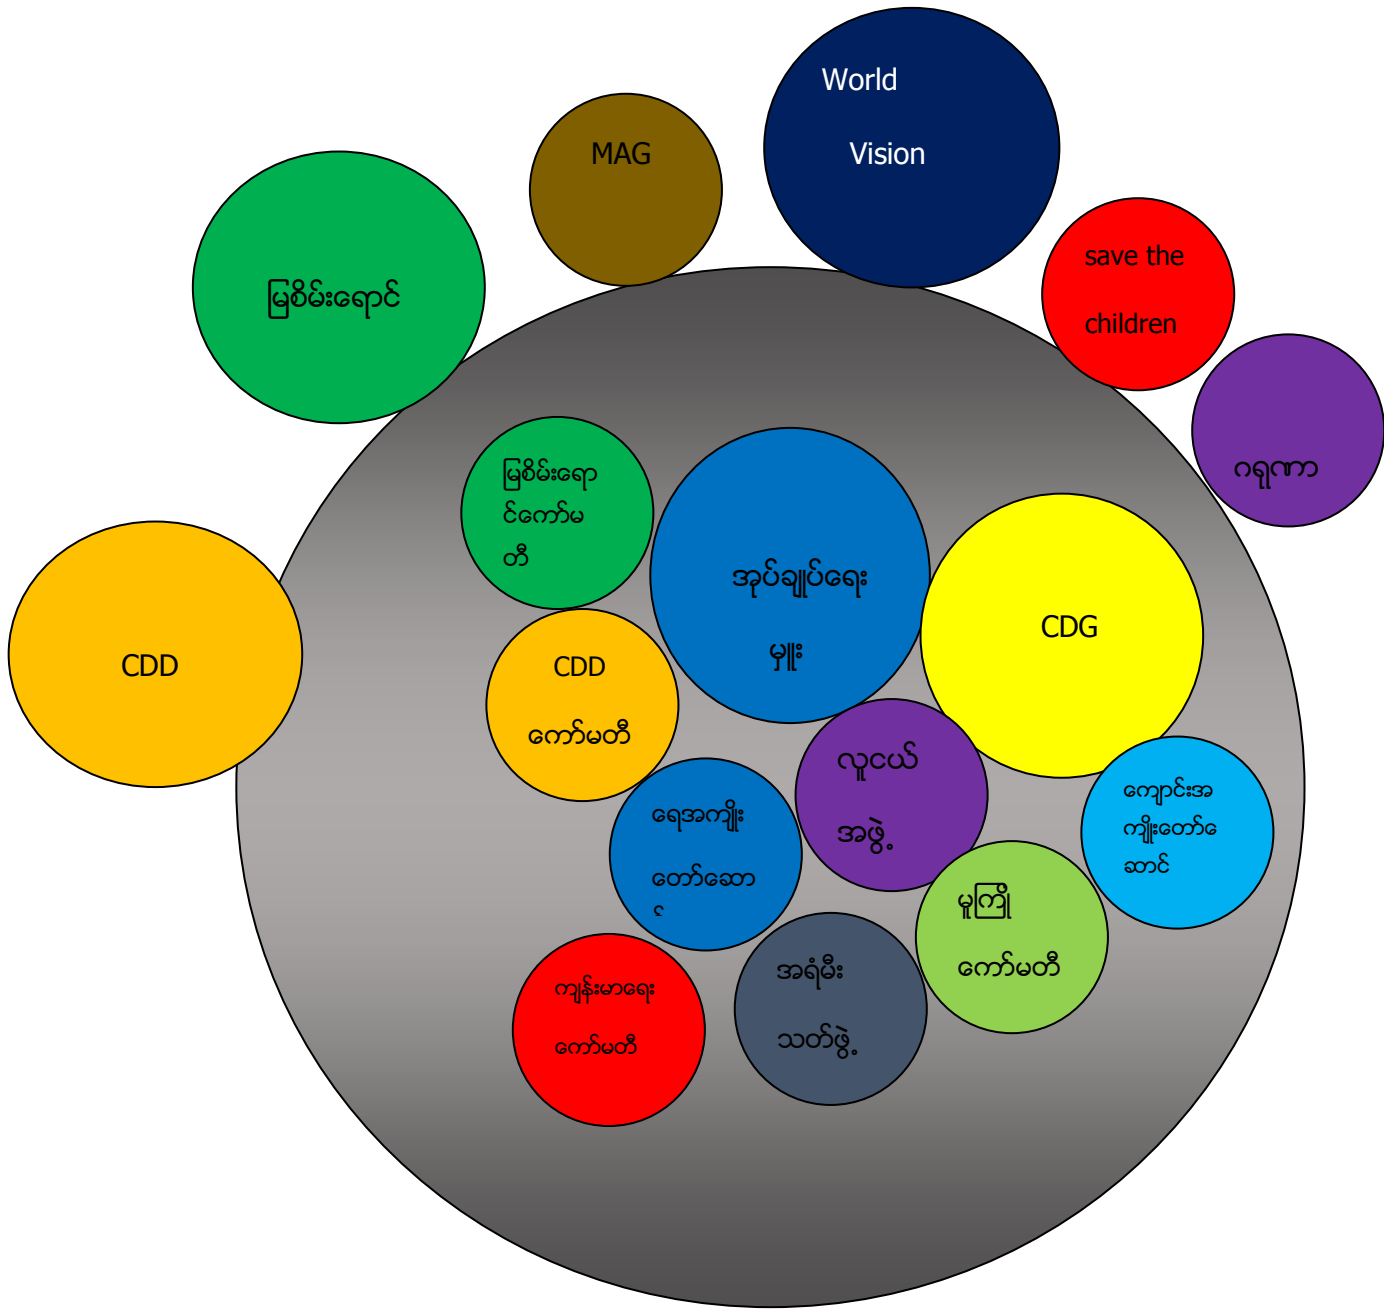 World
Vision
MAG
save the
children
မြစိမ်းရောင်
ဂရုဏာ
မြစိမ်းရော
င်ကော်မ
တီ
အုပ်ချုပ်ရေး
မှူး
CDG
CDD
CDD
ကော်မတီ
လူငယ်
အဖွဲ့
ကျောင်းအ
ကျိုးတော်ေ
ဆာင်
ရေအကျိုး
တော်ဆော
င်
မူကြို
ကော်မတီ
အရံမီး
သတ်ဖွဲ့
ကျန်းမာရေး
ကော်မတီ